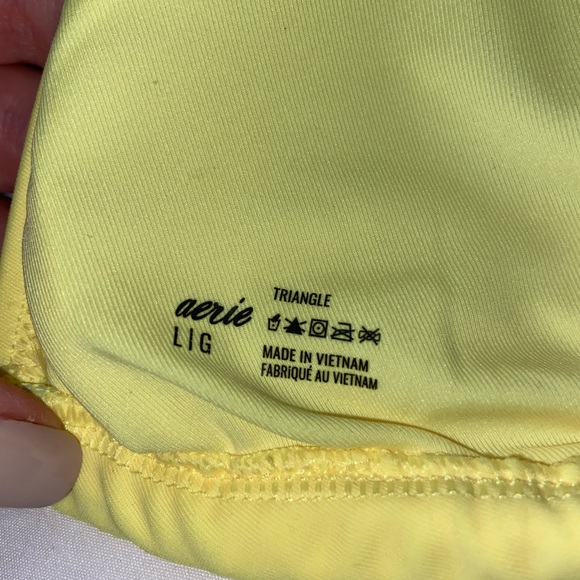 aerie
L | G
TRIANGLE
MADE IN VIETNAM
FABRIQUÉ AU VIETNAM